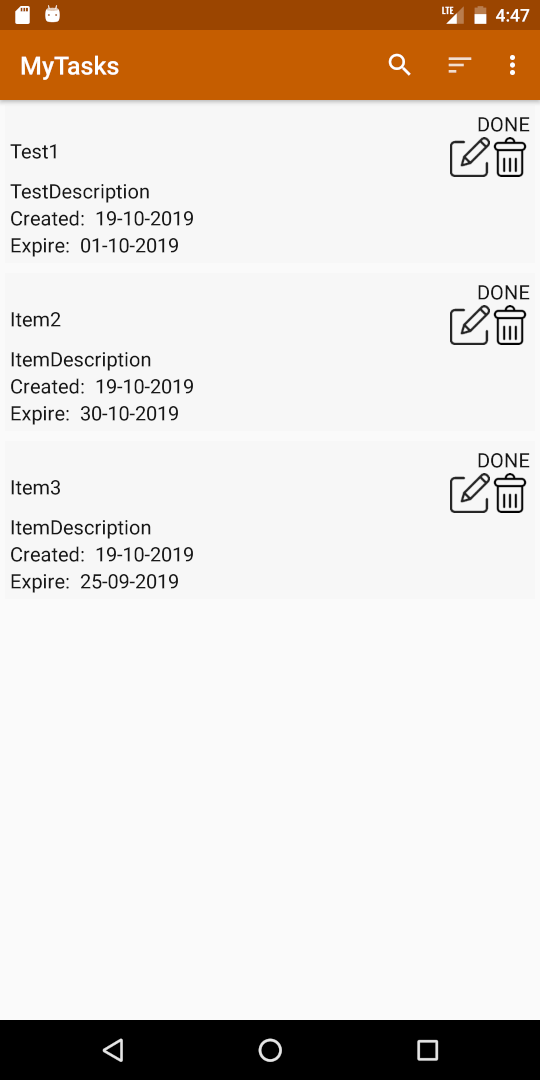 LTE 4:47
MyTasks
DONE
Test1
TestDescription
Created: 19-10-2019
Expire: 01-10-2019
DONE
Item2
ItemDescription
Created: 19-10-2019
Expire: 30-10-2019
DONE
Item3
ItemDescription
Created: 19-10-2019
Expire: 25-09-2019